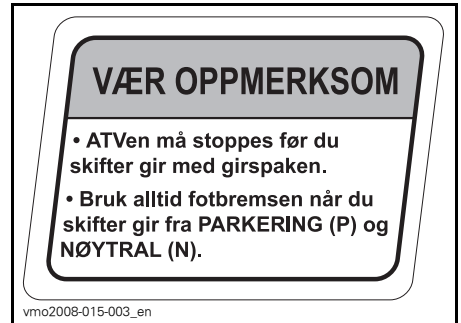 VÆR OPPMERKSOM
• ATVen må stoppes før du
skifter gir med girspaken.
• Bruk alltid fotbremsen når du
skifter gir fra PARKERING (P) og
NØYTRAL (N).
vmo2008-015-003_en